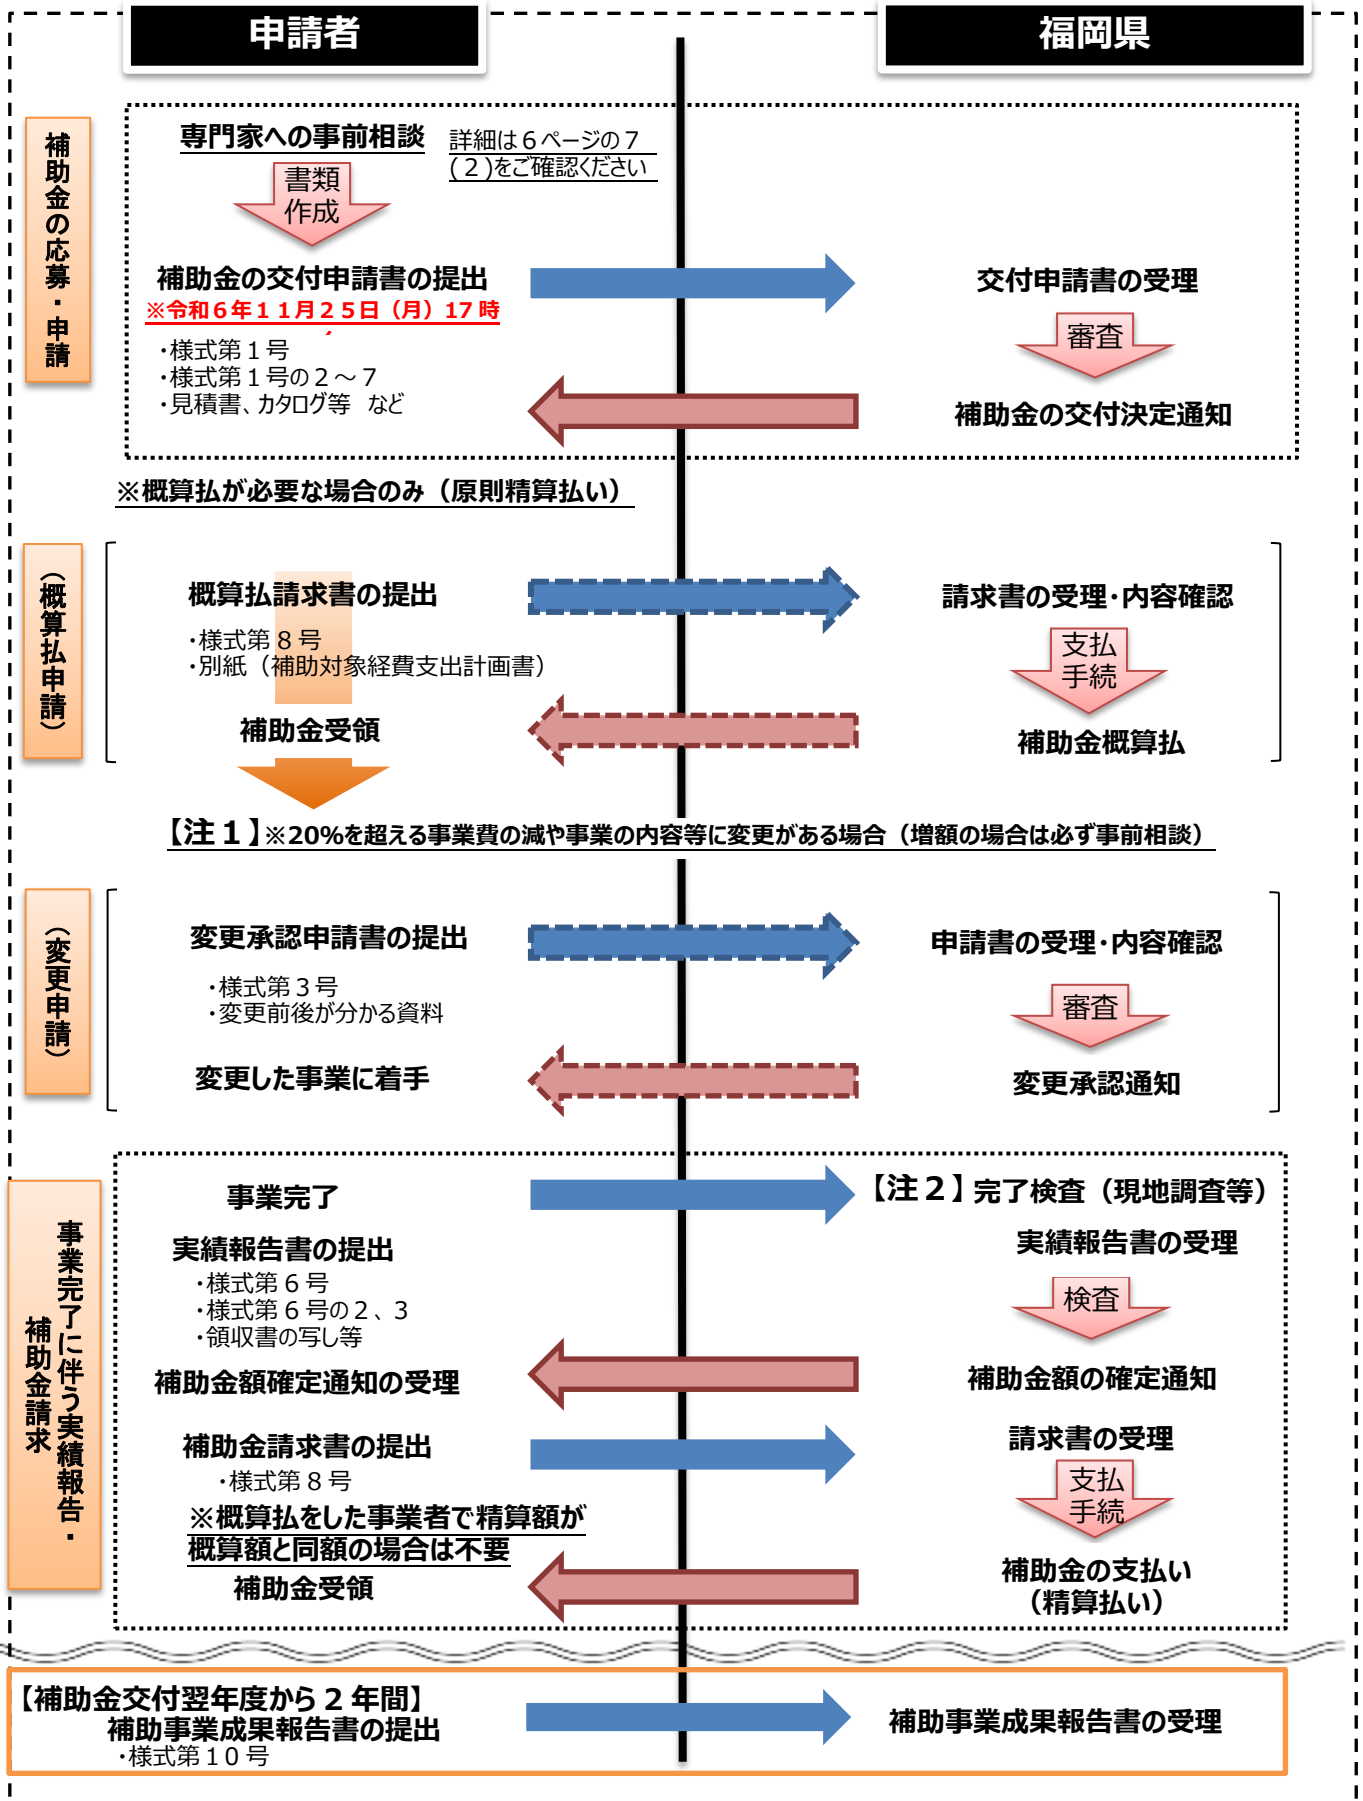 申請者
福岡県
補助金の応募・申請
専門家への事前相談
詳細は６ページの７
(２)をご確認ください
書類
作成
補助金の交付申請書の提出
※令和６年１１月２５日（月）17 時
・様式第１号
・様式第１号の２～７
・見積書、カタログ等　など
交付申請書の受理
審査
補助金の交付決定通知
※概算払が必要な場合のみ（原則精算払い）
（概算払申請）
概算払請求書の提出
・様式第８号
・別紙（補助対象経費支出計画書）
補助金受領
請求書の受理・内容確認
支払
手続
補助金概算払
【注１】※20%を超える事業費の減や事業の内容等に変更がある場合（増額の場合は必ず事前相談）
（変更申請）
変更承認申請書の提出
・様式第３号
・変更前後が分かる資料
変更した事業に着手
申請書の受理・内容確認
審査
変更承認通知
事業完了に伴う実績報告・
補助金請求
事業完了
【注２】完了検査（現地調査等）
実績報告書の提出
・様式第６号
・様式第６号の２、３
・領収書の写し等
実績報告書の受理
検査
補助金額確定通知の受理
補助金額の確定通知
補助金請求書の提出
・様式第８号
※概算払をした事業者で精算額が
概算額と同額の場合は不要
補助金受領
請求書の受理
支払
手続
補助金の支払い
（精算払い）
【補助金交付翌年度から２年間】
補助事業成果報告書の提出
・様式第１０号
補助事業成果報告書の受理